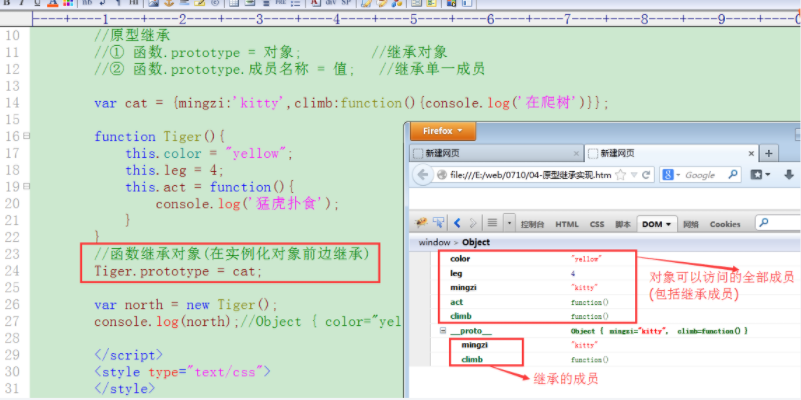 ----+----1----+----2----+----3----+----4----+----5----+----6----+----7----+----8----+----9----+----0
10 //原型继承
11 //① 函数.prototype = 对象; //继承对象
12 //② 函数.prototype.成员名称 = 值; //继承单一成员
13
14 var cat = {mingzi:'kitty',climb:function(){console.log('在爬树')}};
15
16 function Tiger(){
17 this.color = "yellow";
18 this.leg = 4;
19 this.act = function(){
20 console.log('猛虎扑食');
21 }
22 }
23 //函数继承对象(在实例化对象前边继承)
24 Tiger.prototype = cat;
25
26 var north = new Tiger();
27 console.log(north);//Object { color="yel
28
29 </script>
30 <style type="text/css">
31 </style>
Firefox
新建网页 × 新建网页 × +
file:///E:/web/0710/04-原型继承实现.htm Google
控制台 HTML CSS 脚本 DOM 网络 Cookies
window > Object
color "yellow"
leg 4
mingzi "kitty"
act function()
climb function()
__proto__ Object { mingzi="kitty", climb=function() }
mingzi "kitty"
climb function()
对象可以访问的全部成员
(包括继承成员)
继承的成员